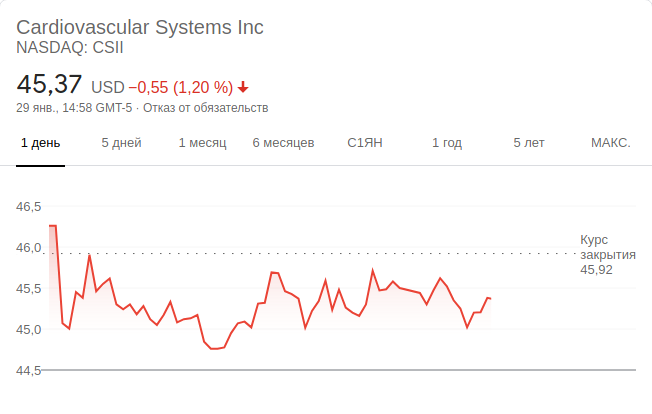 Cardiovascular Systems Inc
NASDAQ: CSII
45,37 USD −0,55 (1,20 %)
29 янв., 14:58 GMT-5 · Отказ от обязательств
1 день 5 дней 1 месяц 6 месяцев С1ЯН 1 год 5 лет МАКС.
46,5
46,0
45,5
45,0
44,5
Курс
закрытия
45,92